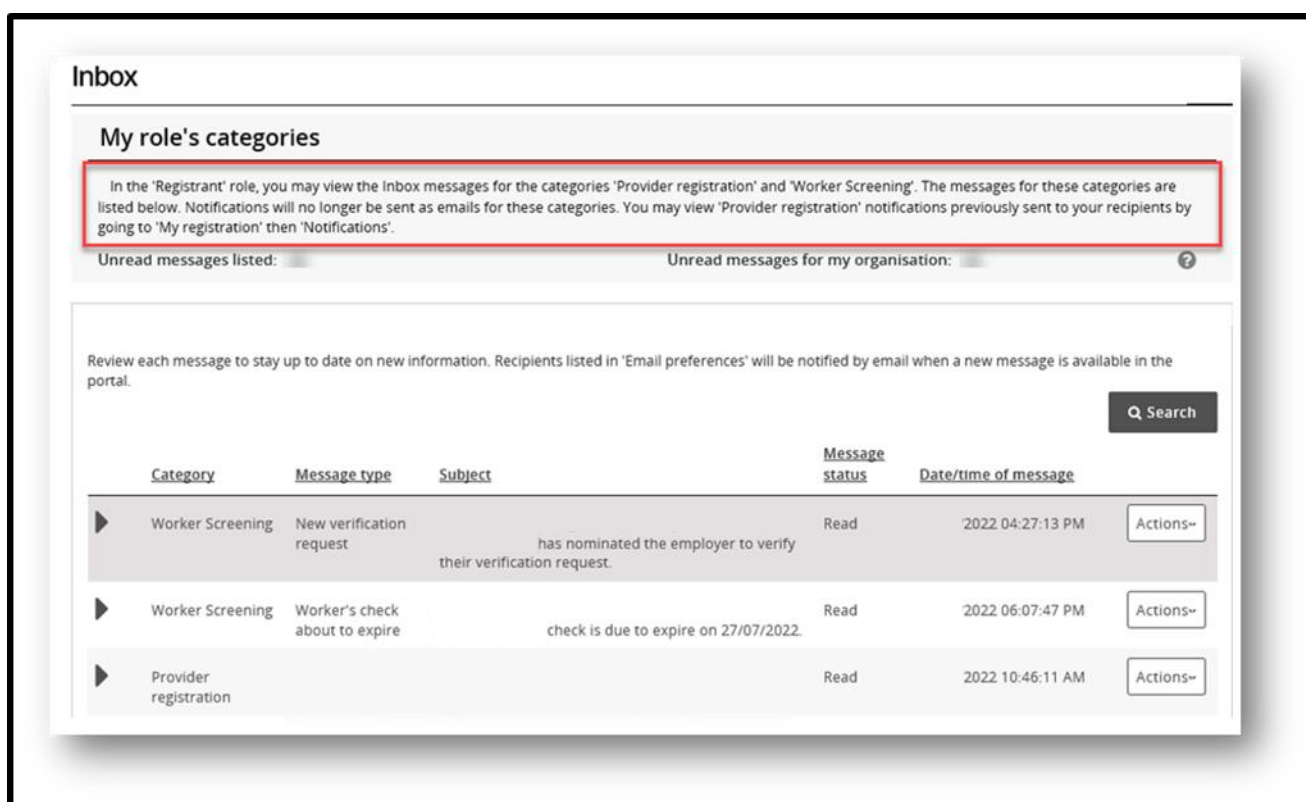 Inbox
My role's categories
In the 'Registrant' role, you may view the Inbox messages for the categories 'Provider registration' and 'Worker Screening'. The messages for these categories are
listed below. Notifications will no longer be sent as emails for these categories. You may view 'Provider registration' notifications previously sent to your recipients by
going to 'My registration' then 'Notifications'.
Unread messages listed: Unread messages for my organisation: ?
Review each message to stay up to date on new information. Recipients listed in 'Email preferences' will be notified by email when a new message is available in the
portal.
Search
Category Message type Subject Message status Date/time of message
Worker Screening New verification request has nominated the employer to verify their verification request. Read 2022 04:27:13 PM Actions
Worker Screening Worker's check about to expire check is due to expire on 27/07/2022. Read 2022 06:07:47 PM Actions
Provider registration Read 2022 10:46:11 AM Actions